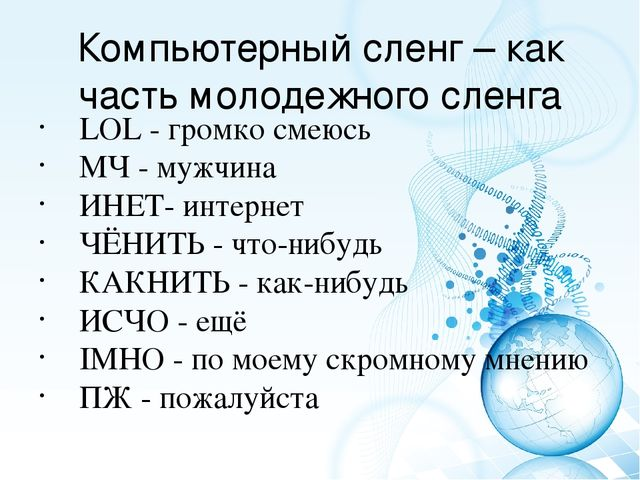 Компьютерный сленг – как
часть молодежного сленга
· LOL - громко смеюсь
· МЧ - мужчина
· ИНЕТ- интернет
· ЧЁНИТЬ - что-нибудь
· КАКНИТЬ - как-нибудь
· ИСЧО - ещё
· IMHO - по моему скромному мнению
· ПЖ - пожалуйста